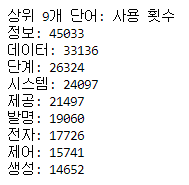 상위 9개 단어: 사용 횟수
정보: 45033
데이터: 33136
단계: 26324
시스템: 24097
제공: 21497
발명: 19060
전자: 17726
제어: 15741
생성: 14652